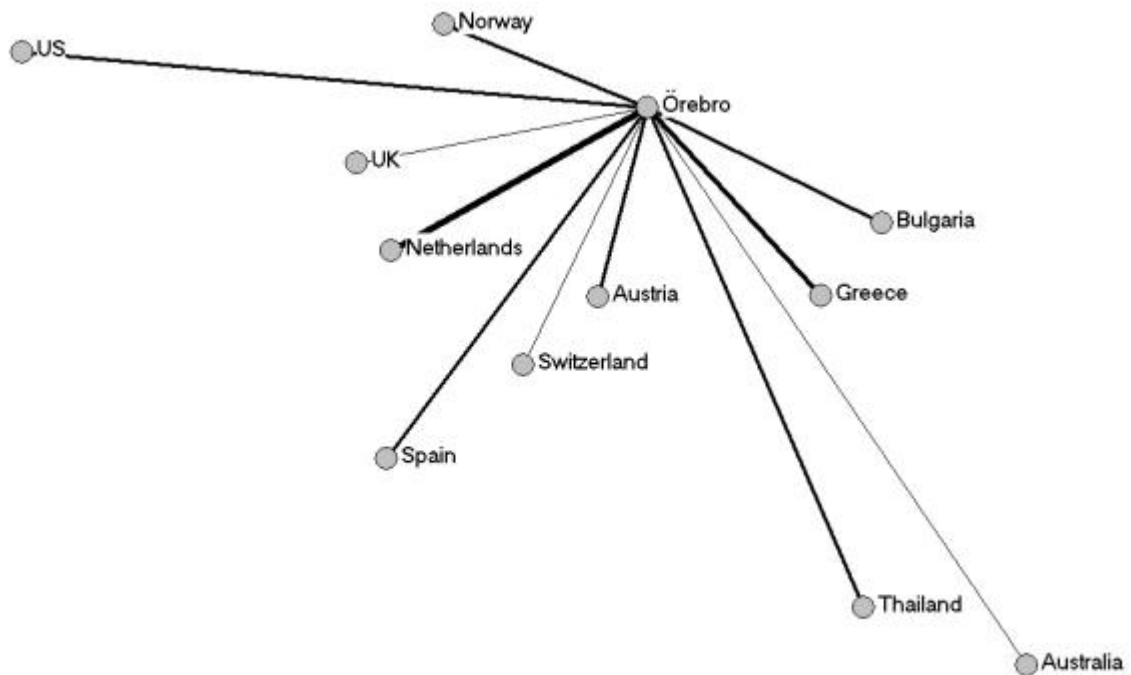 Norway
US
Örebro
UK
Bulgaria
Netherlands
Austria
Greece
Switzerland
Spain
Thailand
Australia